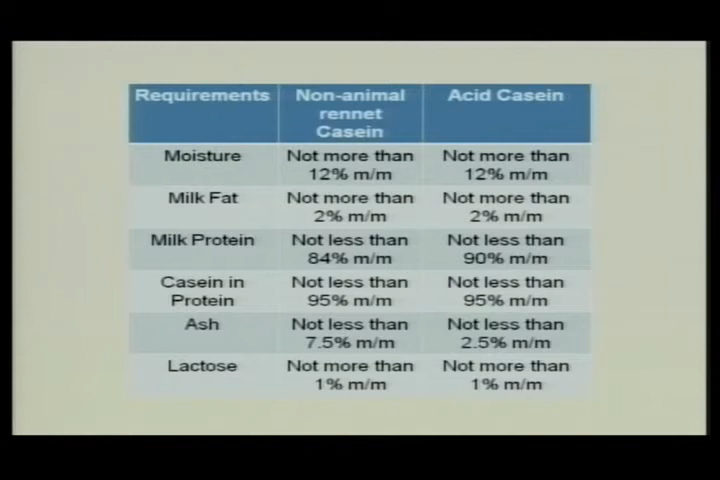 Requirements Non-animal rennet Casein Acid Casein
Moisture Not more than 12% m/m Not more than 12% m/m
Milk Fat Not more than 2% m/m Not more than 2% m/m
Milk Protein Not less than 84% m/m Not less than 90% m/m
Casein in Protein Not less than 95% m/m Not less than 95% m/m
Ash Not less than 7.5% m/m Not less than 2.5% m/m
Lactose Not more than 1% m/m Not more than 1% m/m